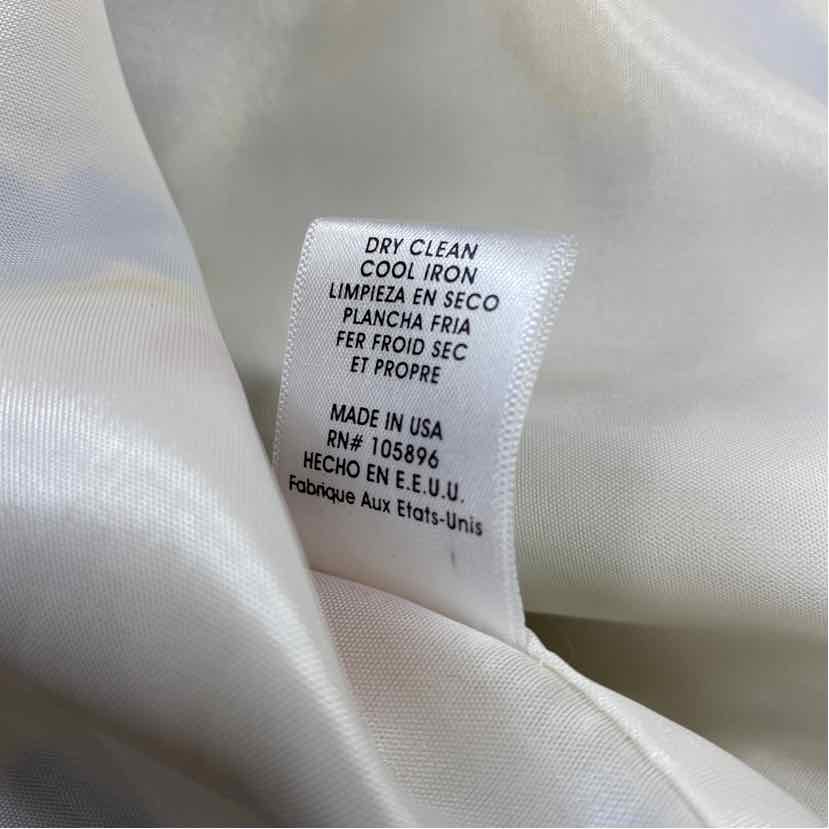 DRY CLEAN
COOL IRON
LIMPIEZA EN SECO
PLANCHA FRIA
FER FROID SEC
ET PROPRE
MADE IN USA
RN# 105896
HECHO EN E.E.U.U.
Fabrique Aux Etats-Unis